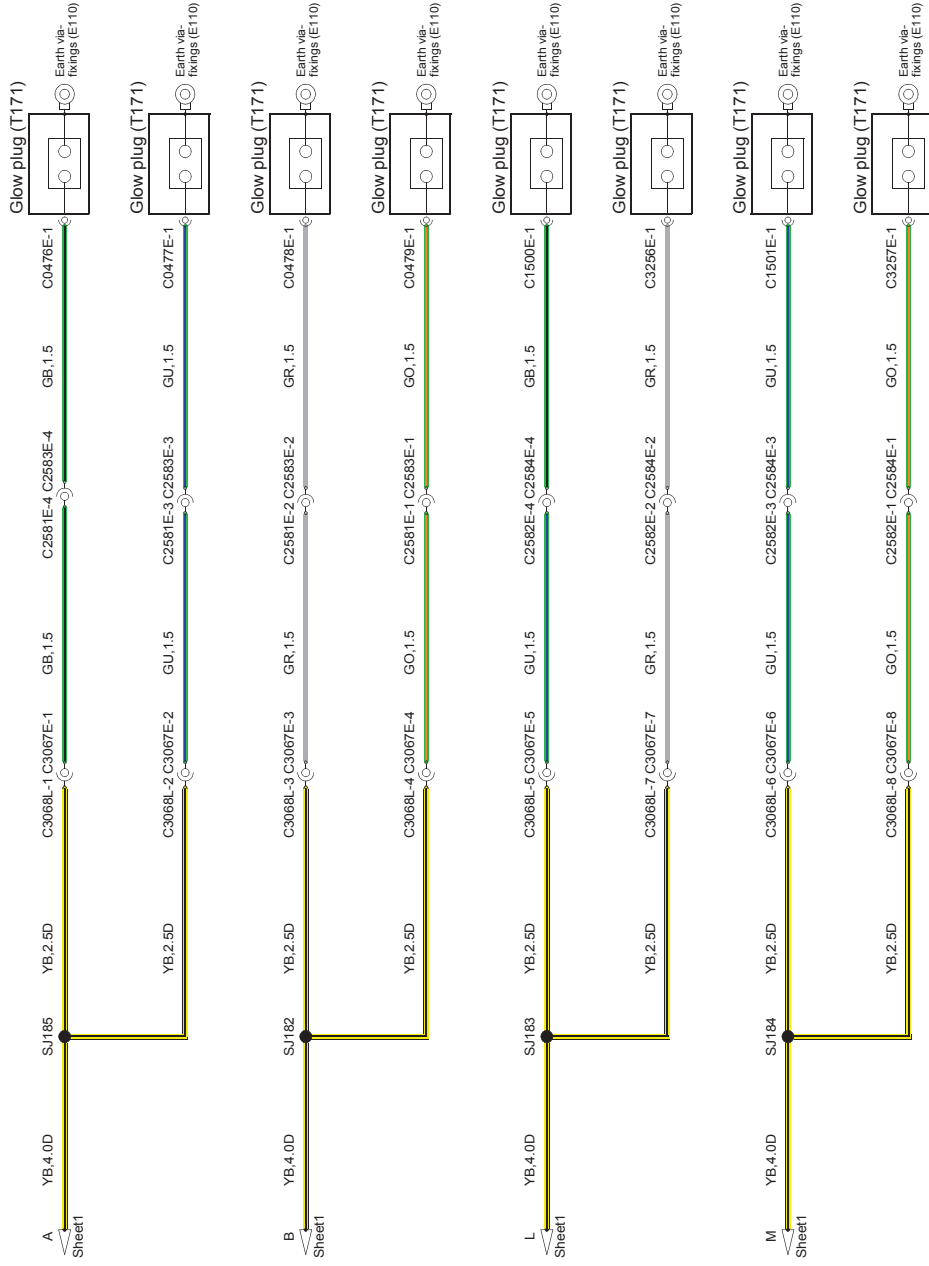 A
Sheet1
YB,4.0D
SJ185
YB,2.5D
C3068L-1 C3067E-1
GB,1.5
C2581E-4 C2583E-4
GB,1.5
C0476E-1
Glow plug (T171)
Earth via-
fixings (E110)
YB,2.5D
C3068L-2 C3067E-2
GU,1.5
C2581E-3 C2583E-3
GU,1.5
C0477E-1
Glow plug (T171)
Earth via-
fixings (E110)
B
Sheet1
YB,4.0D
SJ182
YB,2.5D
C3068L-3 C3067E-3
GR,1.5
C2581E-2 C2583E-2
GR,1.5
C0478E-1
Glow plug (T171)
Earth via-
fixings (E110)
YB,2.5D
C3068L-4 C3067E-4
GO,1.5
C2581E-1 C2583E-1
GO,1.5
C0479E-1
Glow plug (T171)
Earth via-
fixings (E110)
L
Sheet1
YB,4.0D
SJ183
YB,2.5D
C3068L-5 C3067E-5
GU,1.5
C2582E-4 C2584E-4
GB,1.5
C1500E-1
Glow plug (T171)
Earth via-
fixings (E110)
YB,2.5D
C3068L-7 C3067E-7
GR,1.5
C2582E-2 C2584E-2
GR,1.5
C3256E-1
Glow plug (T171)
Earth via-
fixings (E110)
M
Sheet1
YB,4.0D
SJ184
YB,2.5D
C3068L-6 C3067E-6
GU,1.5
C2582E-3 C2584E-3
GU,1.5
C1501E-1
Glow plug (T171)
Earth via-
fixings (E110)
YB,2.5D
C3068L-8 C3067E-8
GO,1.5
C2582E-1 C2584E-1
GO,1.5
C3257E-1
Glow plug (T171)
Earth via-
fixings (E110)